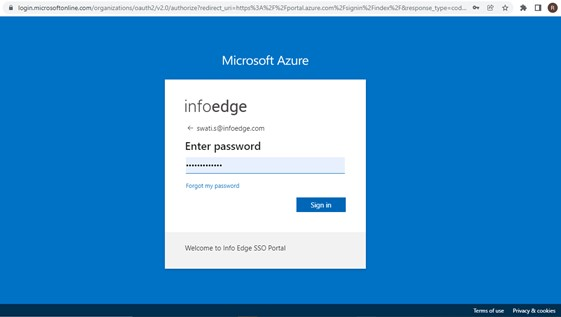 login.microsoftonline.com/organizations/oauth2/v2.0/authorize?redirect_uri=https%3A%2F%2Fportal.azure.com%2Fsignin%2Findex%2F&response_type=cod...
R
Microsoft Azure
infoedge
swati.s@infoedge.com
Enter password
•••••••••••••
Forgot my password
Sign in
Welcome to Info Edge SSO Portal
Terms of use Privacy & cookies